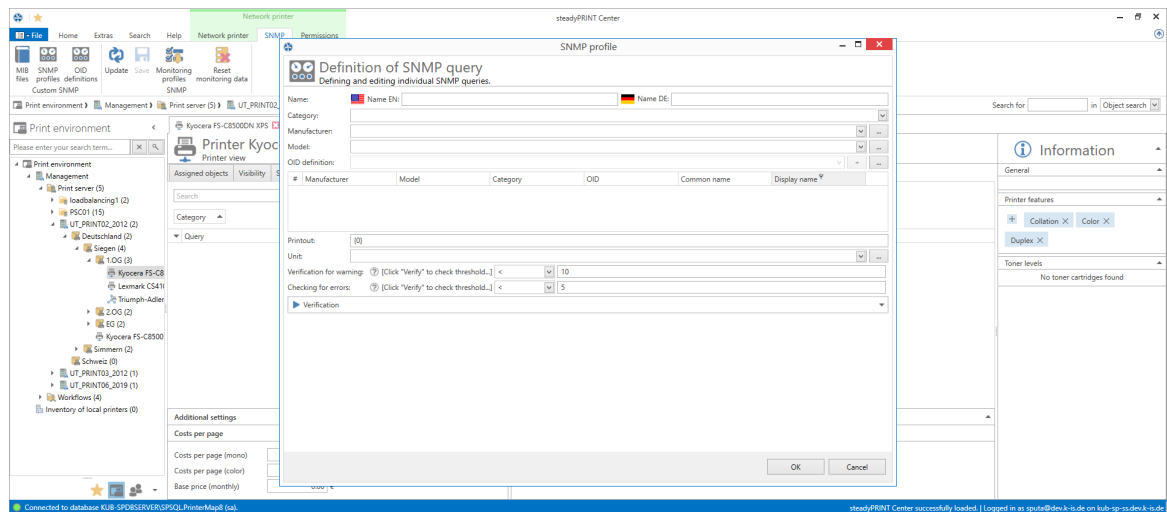 Network printer
steadyPRINT Center
File Home Extras Search Help Network printer SNMP Permissions
MIB files
SNMP profiles
OID definitions
Update
Save
Monitoring profiles
Reset monitoring data
Custom SNMP
SNMP
Print environment Management Print server (5) UT_PRINT02_
Search for in Object search
Print environment
Please enter your search term...
Print environment
Management
Print server (5)
loadbalancing1 (2)
PSC01 (15)
UT_PRINT02_2012 (2)
Deutschland (2)
Siegen (4)
1.OG (3)
Kyocera FS-C8
Lexmark CS41
Triumph-Adler
2.OG (2)
EG (2)
Kyocera FS-C8500
Simmern (2)
Schweiz (0)
UT_PRINT03_2012 (1)
UT_PRINT06_2019 (1)
Workflows (4)
Inventory of local printers (0)
Kyocera FS-C8500DN XPS
Printer Kyoc
Printer view
Assigned objects Visibility S
Search
Category
Query
Additional settings
Costs per page
Costs per page (mono)
Costs per page (color)
Base price (monthly) 0.00 €
SNMP profile
Definition of SNMP query
Defining and editing individual SNMP queries.
Name: Name EN: Name DE:
Category:
Manufacturer:
Model:
OID definition:
# Manufacturer Model Category OID Common name Display name
Printout: {0}
Unit:
Verification for warning: [Click "Verify" to check threshold...] < 10
Checking for errors: [Click "Verify" to check threshold...] < 5
Verification
OK Cancel
Information
General
Printer features
Collation Color
Duplex
Toner levels
No toner cartridges found
Connected to database KUB-SPDBSERVER\SPSQL.PrinterMap8 (sa).
steadyPRINT Center successfully loaded. | Logged in as sputa@dev.k-is.de on kub-sp-ss.dev.k-is.de